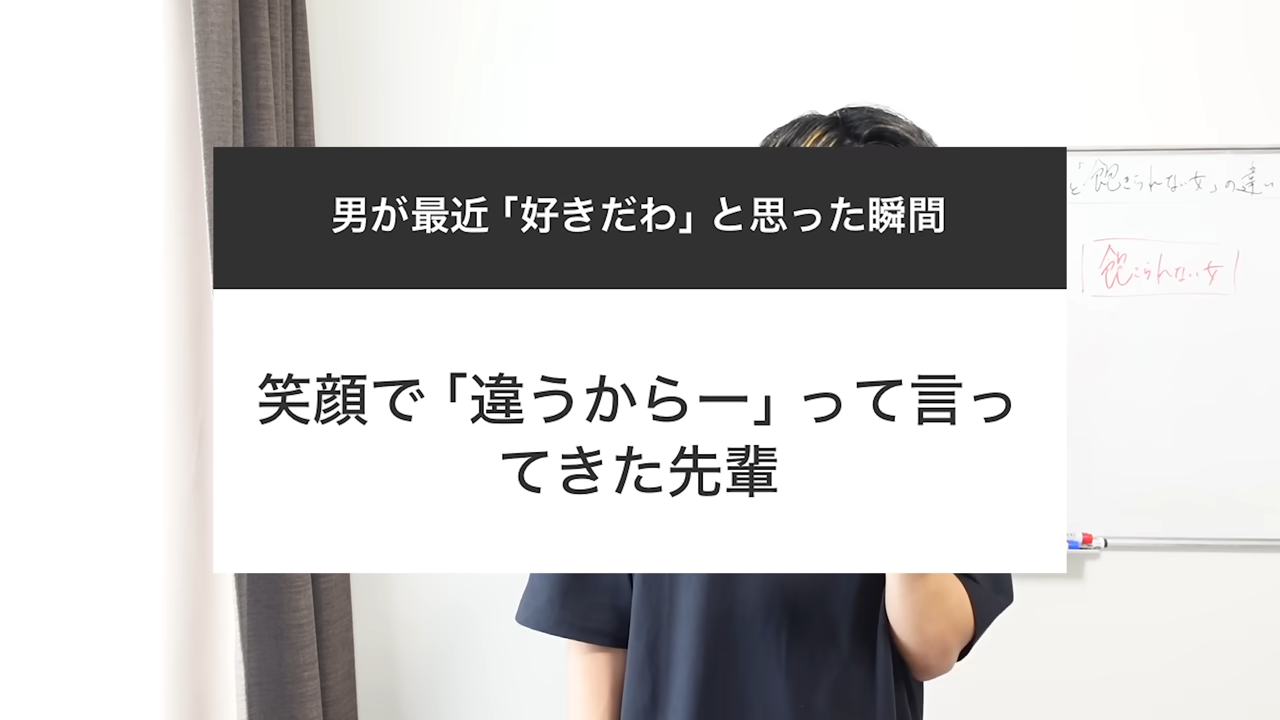 男が最近「好きだわ」と思った瞬間
笑顔で「違うからー」って言っ
てきた先輩
と「飽きられない女」の違い
飽きられない女